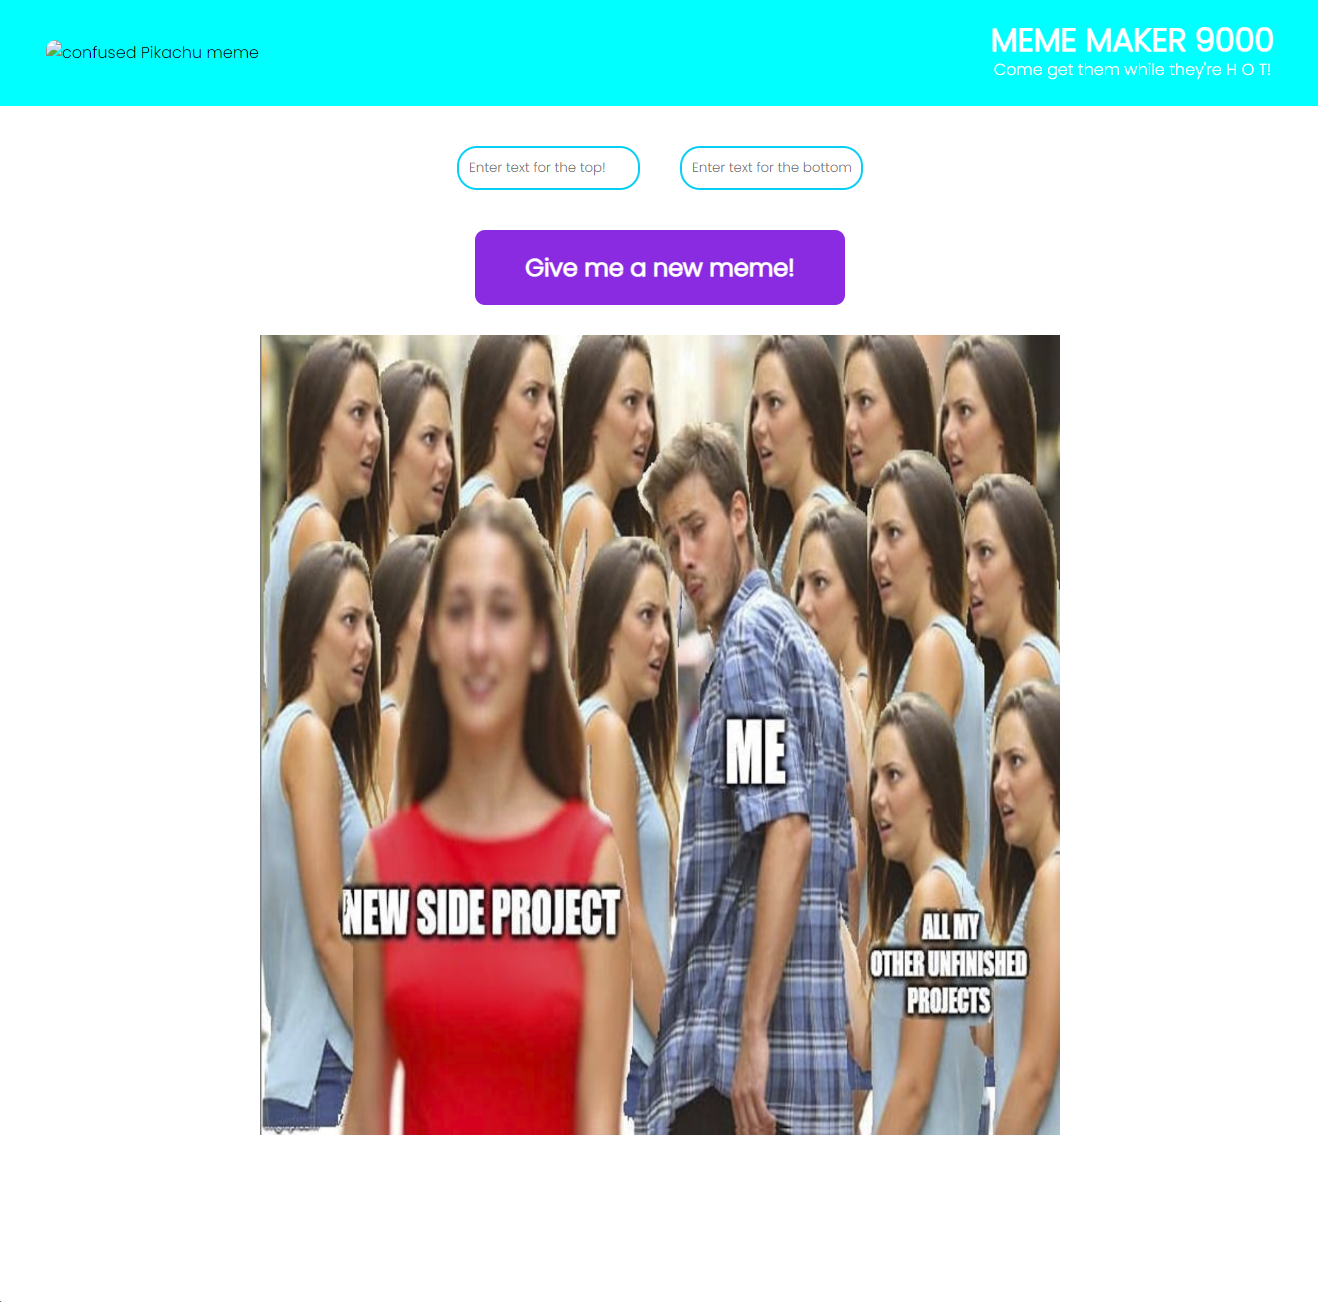 confused Pikachu meme
MEME MAKER 9000
Come get them while they're H O T!
Enter text for the top!
Enter text for the bottom
Give me a new meme!
ME
NEW SIDE PROJECT
ALL MY
OTHER UNFINISHED
PROJECTS